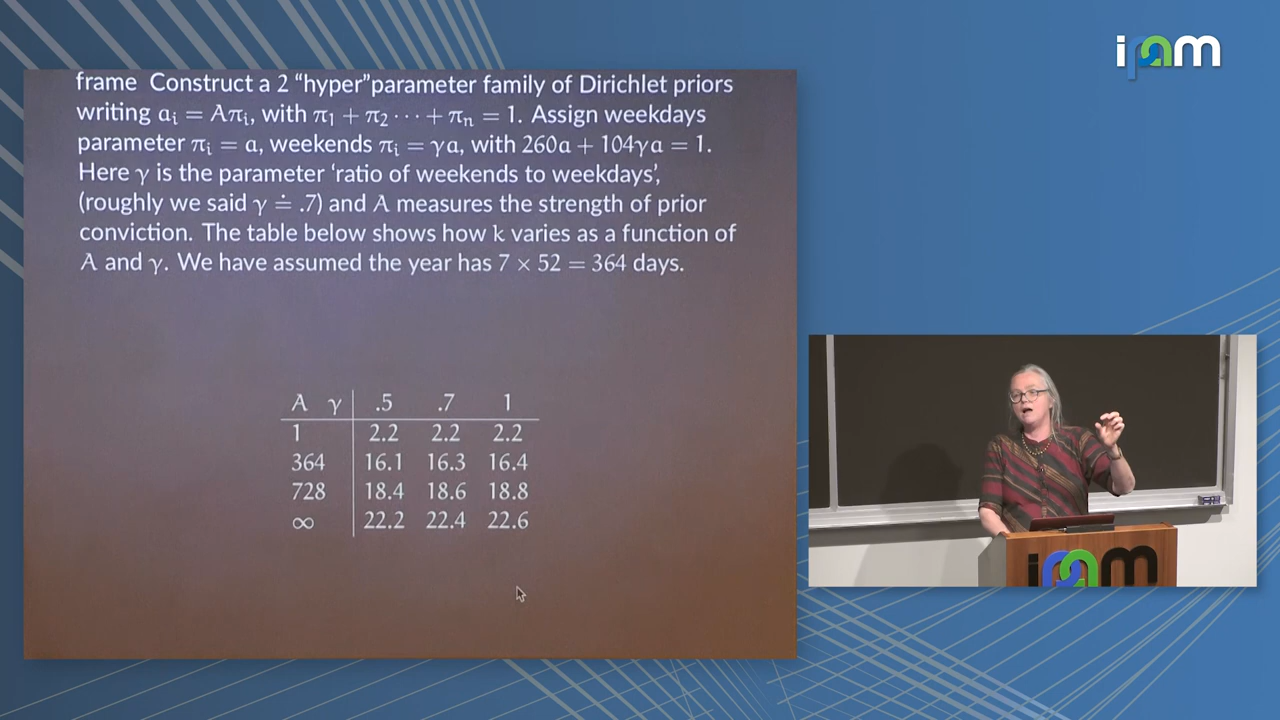 ipam
frame Construct a 2 “hyper”parameter family of Dirichlet priors
writing aᵢ = Aπᵢ, with π₁ + π₂ · · · + πₙ = 1. Assign weekdays
parameter πᵢ = a, weekends πᵢ = γa, with 260a + 104γa = 1.
Here γ is the parameter ‘ratio of weekends to weekdays’,
(roughly we said γ ≐ .7) and A measures the strength of prior
conviction. The table below shows how k varies as a function of
A and γ. We have assumed the year has 7 × 52 = 364 days.
A γ .5 .7 1
1 2.2 2.2 2.2
364 16.1 16.3 16.4
728 18.4 18.6 18.8
∞ 22.2 22.4 22.6
ipam